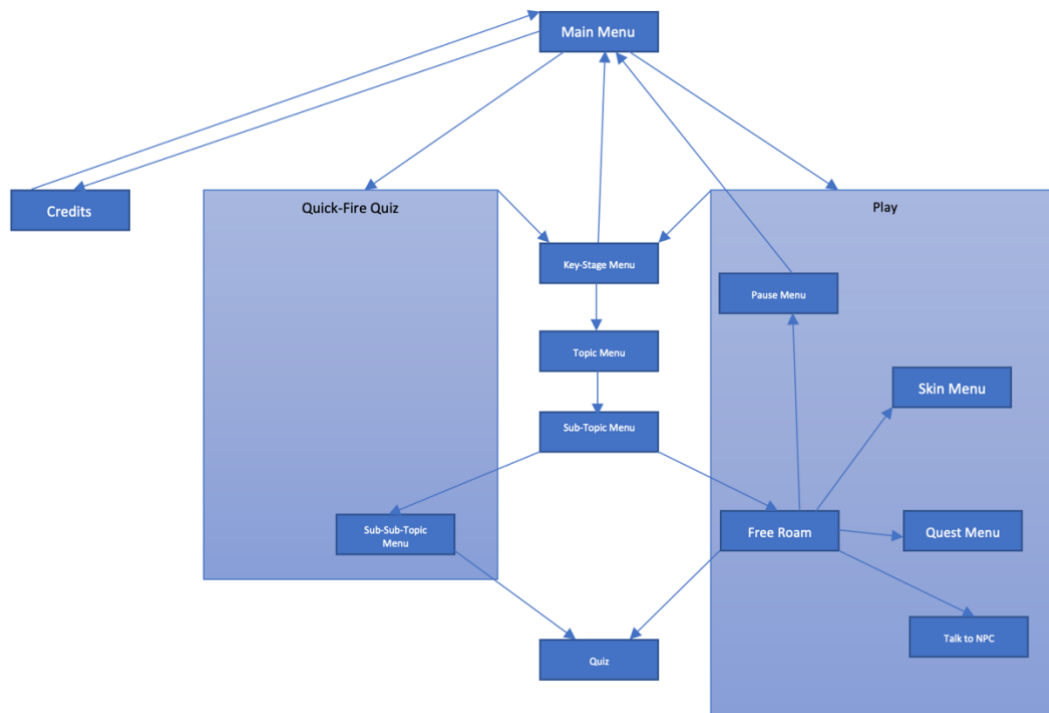 Main Menu
Credits
Quick-Fire Quiz
Play
Key-Stage Menu
Pause Menu
Topic Menu
Skin Menu
Sub-Topic Menu
Sub-Sub-Topic
Menu
Free Roam
Quest Menu
Talk to NPC
Quiz